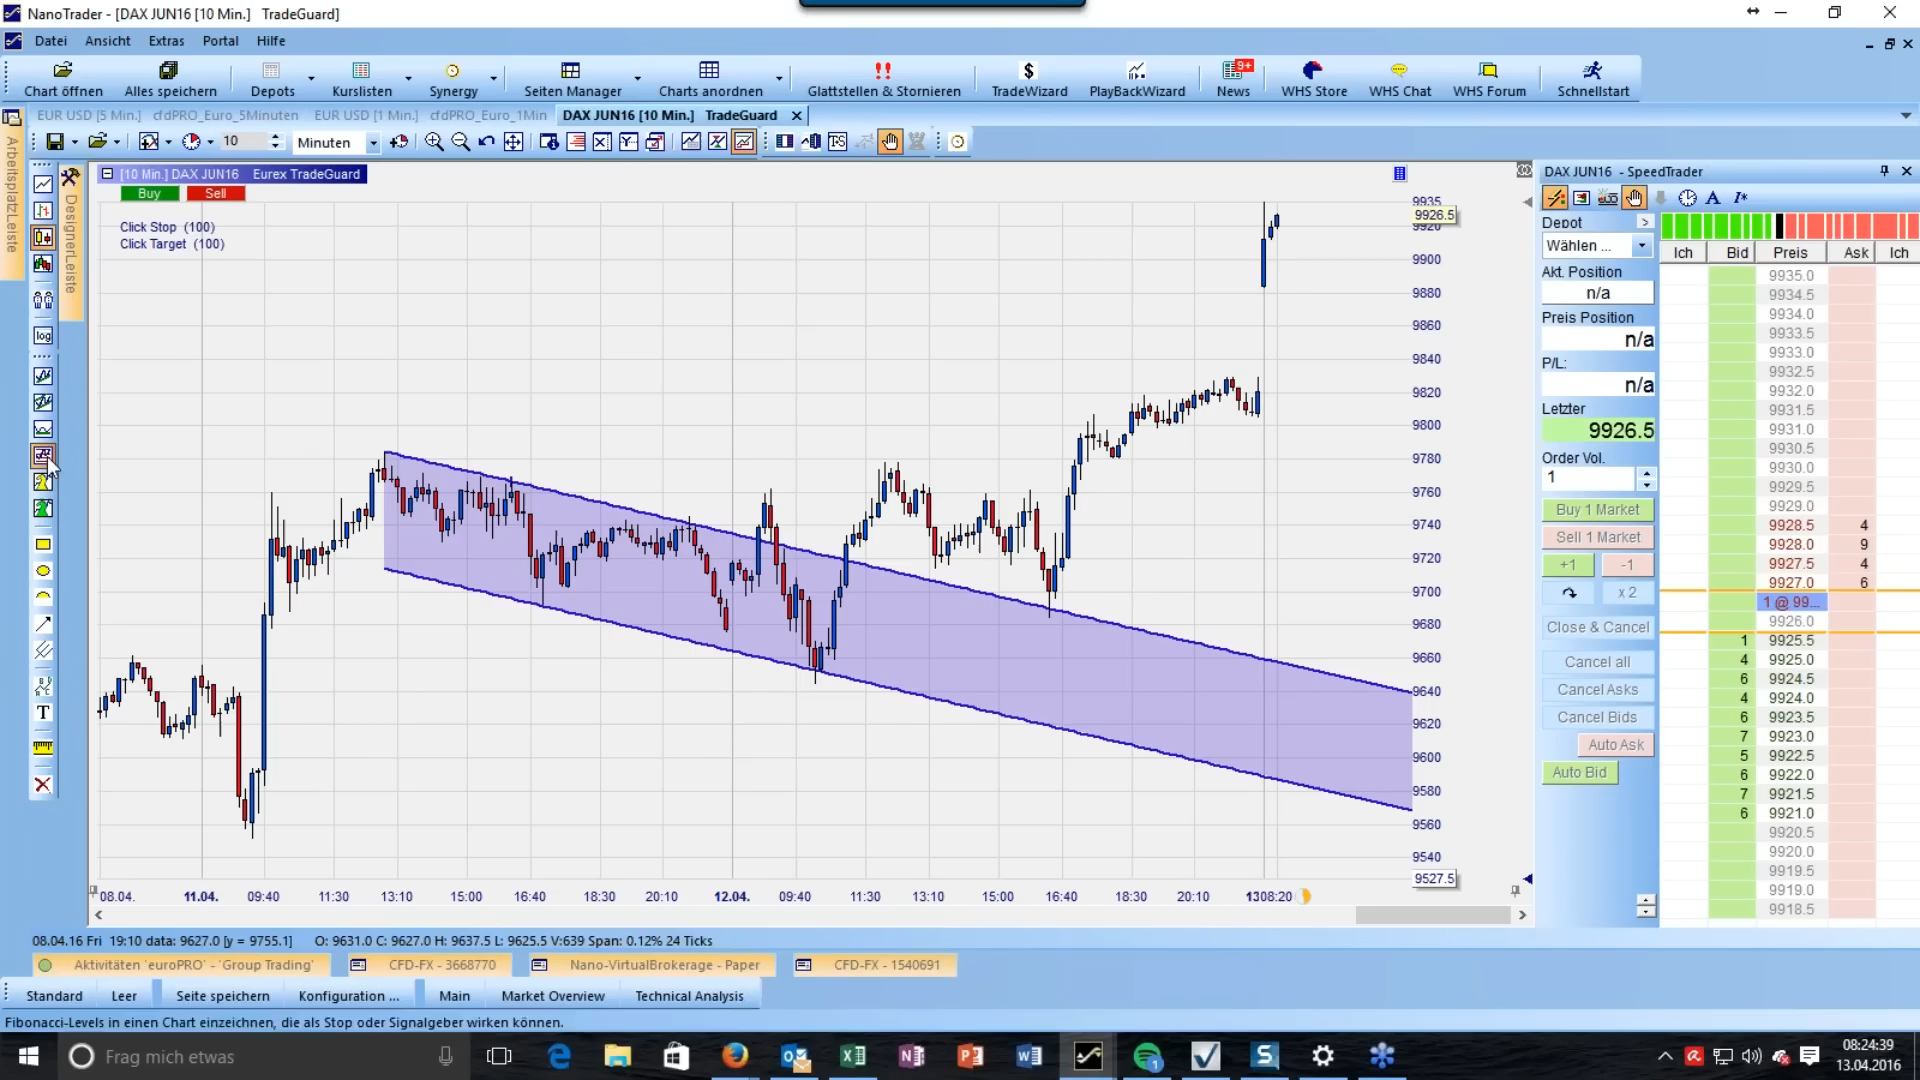 NanoTrader - [DAX JUN16 [10 Min.] TradeGuard]
Datei Ansicht Extras Portal Hilfe
Chart öffnen Alles speichern Depots Kurslisten Synergy Seiten Manager Charts anordnen Glattstellen & Stornieren TradeWizard PlayBackWizard News 9+ WHS Store WHS Chat WHS Forum Schnellstart
EUR USD [5 Min.] cfdPRO_Euro_5Minuten EUR USD [1 Min.] cfdPRO_Euro_1Min DAX JUN16 [10 Min.] TradeGuard
10 Minuten
ArbeitsplatzLeiste
DesignerLeiste
log
T
[10 Min.] DAX JUN16 Eurex TradeGuard
Buy Sell
Click Stop (100)
Click Target (100)
9935
9926.5
9920
9900
9880
9860
9840
9820
9800
9780
9760
9740
9720
9700
9680
9660
9640
9620
9600
9580
9560
9540
9527.5
08.04. 11.04. 09:40 11:30 13:10 15:00 16:40 18:30 20:10 12.04. 09:40 11:30 13:10 15:00 16:40 18:30 20:10 1308:20
DAX JUN16 - SpeedTrader
Depot
Wählen ...
Akt. Position
n/a
Preis Position
n/a
P/L:
n/a
Letzter
9926.5
Order Vol.
1
Buy 1 Market
Sell 1 Market
+1 -1
x 2
Close & Cancel
Cancel all
Cancel Asks
Cancel Bids
Auto Ask
Auto Bid
Ich Bid Preis Ask Ich
9935.0
9934.5
9934.0
9933.5
9933.0
9932.5
9932.0
9931.5
9931.0
9930.5
9930.0
9929.5
9929.0
9928.5 4
9928.0 9
9927.5 4
9927.0 6
1 @ 99...
9926.0
1 9925.5
4 9925.0
6 9924.5
4 9924.0
6 9923.5
7 9923.0
5 9922.5
6 9922.0
7 9921.5
6 9921.0
9920.5
9920.0
9919.5
9919.0
9918.5
08.04.16 Fri 19:10 data: 9627.0 [y = 9755.1] O: 9631.0 C: 9627.0 H: 9637.5 L: 9625.5 V:639 Span: 0.12% 24 Ticks
Aktivitäten 'euroPRO' - 'Group Trading' CFD-FX - 3668770 Nano-VirtualBrokerage - Paper CFD-FX - 1540691
Standard Leer Seite speichern Konfiguration ... Main Market Overview Technical Analysis
Fibonacci-Levels in einen Chart einzeichnen, die als Stop oder Signalgeber wirken können.
Frag mich etwas
08:24:39
13.04.2016